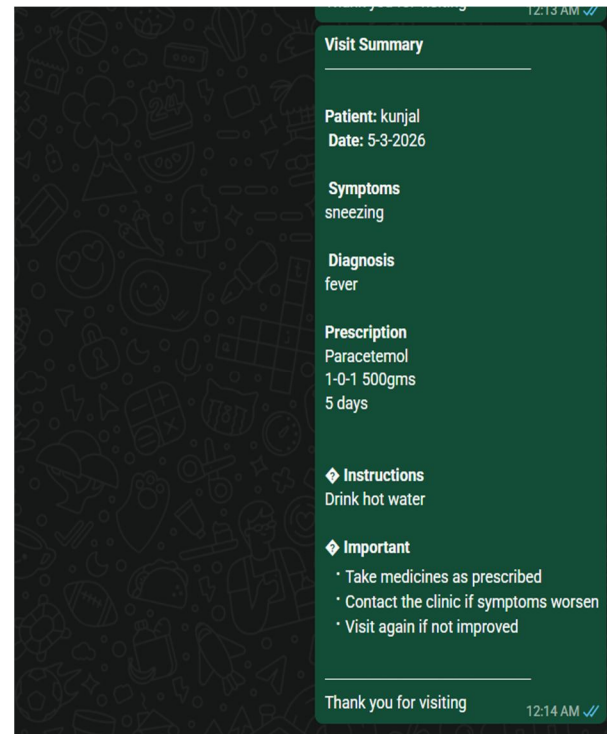 12:13 AM
Visit Summary
Patient: kunjal
Date: 5-3-2026
Symptoms
sneezing
Diagnosis
fever
Prescription
Paracetemol
1-0-1 500gms
5 days
� Instructions
Drink hot water
� Important
· Take medicines as prescribed
· Contact the clinic if symptoms worsen
· Visit again if not improved
Thank you for visiting
12:14 AM